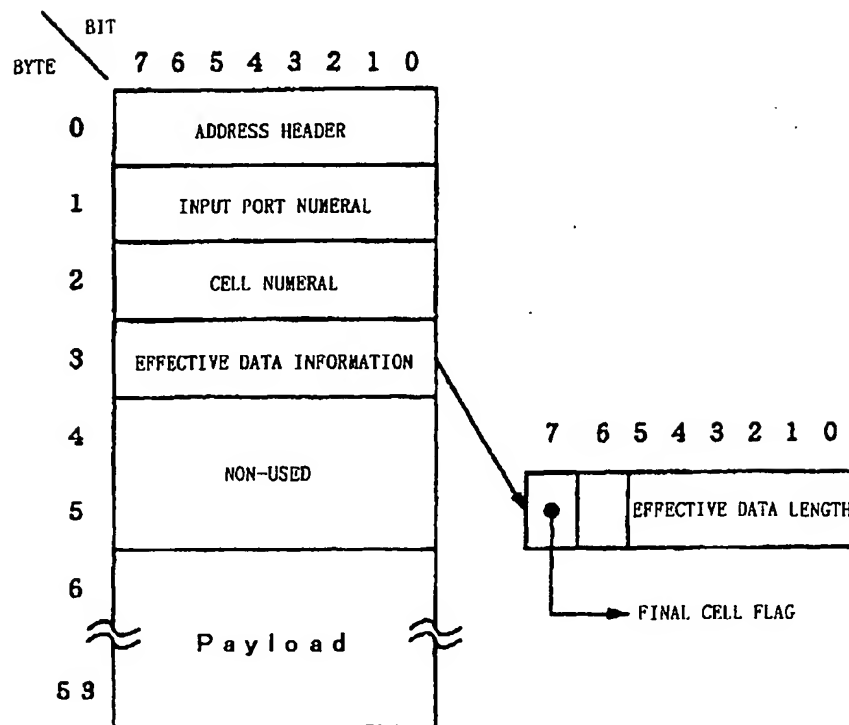 BIT
BYTE
7 6 5 4 3 2 1 0
0 ADDRESS HEADER
1 INPUT PORT NUMERAL
2 CELL NUMERAL
3 EFFECTIVE DATA INFORMATION
4
NON-USED
5
7 6 5 4 3 2 1 0
EFFECTIVE DATA LENGTH
6
FINAL CELL FLAG
Payload
53